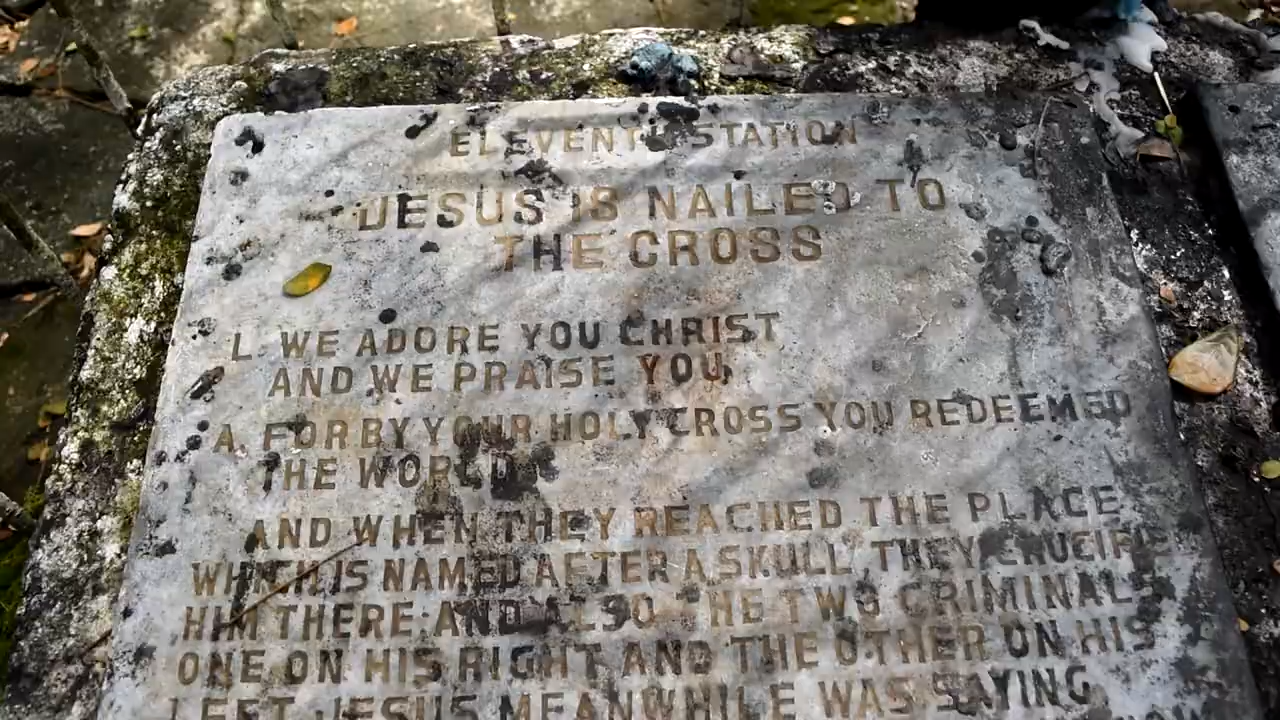 ELEVENTH STATION
JESUS IS NAILED TO
THE CROSS
L. WE ADORE YOU CHRIST
AND WE PRAISE YOU,
A. FOR BY YOUR HOLY CROSS YOU REDEEMED
THE WORLD
AND WHEN THEY REACHED THE PLACE
WHICH IS NAMED AFTER A SKULL, THEY CRUCIFIED
HIM THERE: AND ALSO THE TWO CRIMINALS
ONE ON HIS RIGHT AND THE OTHER ON HIS
LEFT JESUS MEANWHILE WAS SAYING